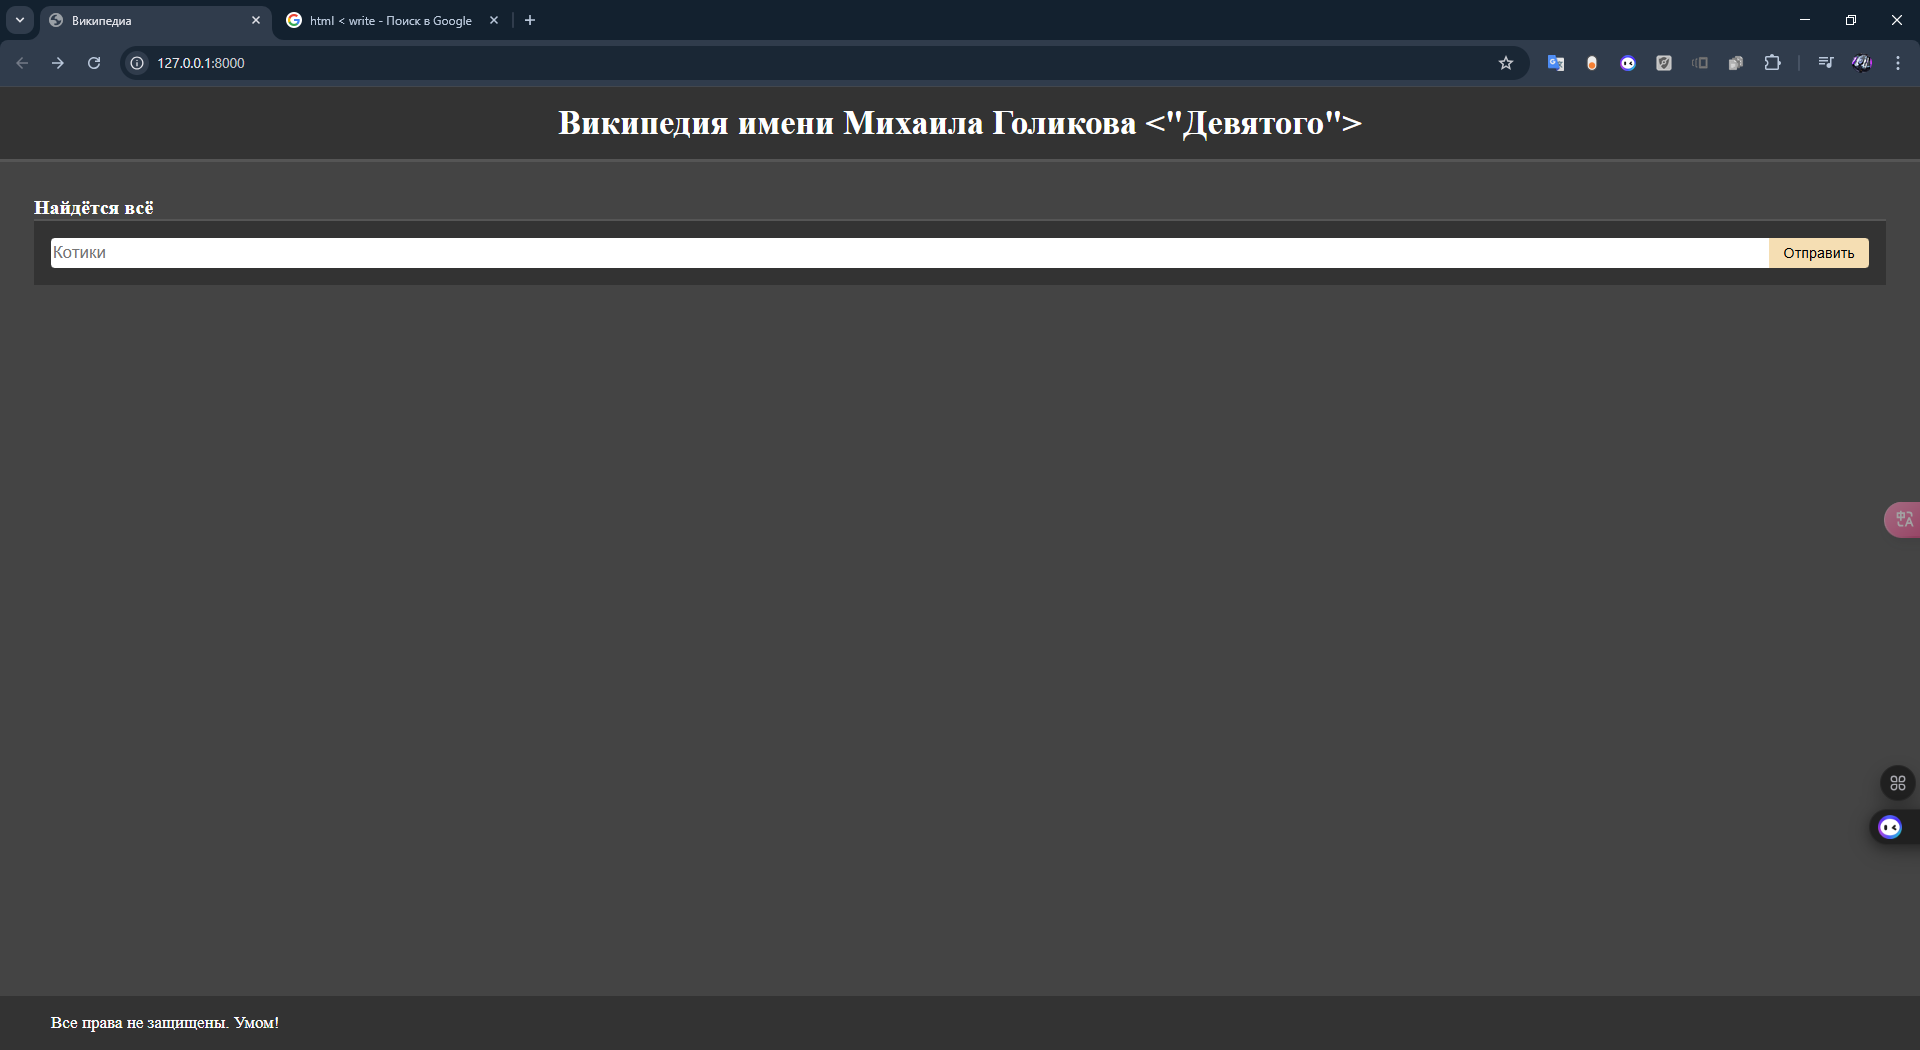 Википедиа
html < write - Поиск в Google
127.0.0.1:8000
Википедия имени Михаила Голикова <"Девятого">
Найдётся всё
Котики
Отправить
Все права не защищены. Умом!